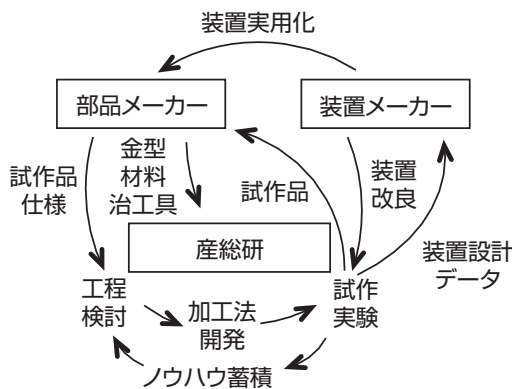 装置実用化
部品メーカー
装置メーカー
試作品
仕様
金型
材料
治工具
試作品
装置
改良
産総研
装置設計
データ
工程
検討
加工法
開発
試作
実験
ノウハウ蓄積